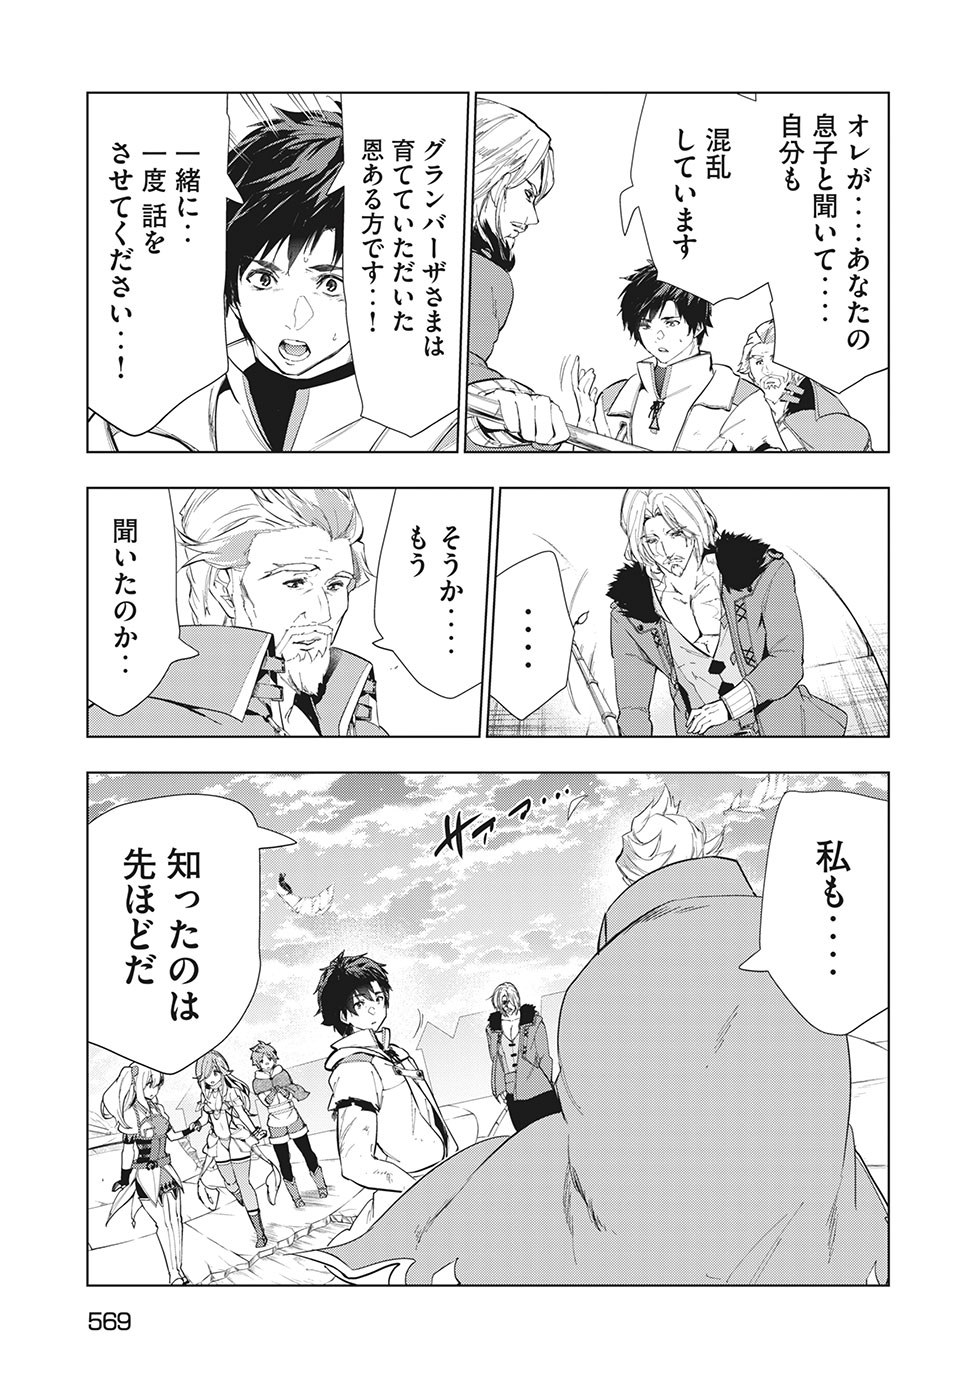 オレが‥‥あなたの
息子と聞いて‥‥
自分も
混乱
しています
グランバーザさまは
育てていただいた
恩ある方です‥‥!
一緒に‥
一度 話を
させてください‥‥!
‥‥
そうか‥‥
もう
聞いたのか‥
私も‥‥
ザァァ…
知ったのは
先ほどだ
569